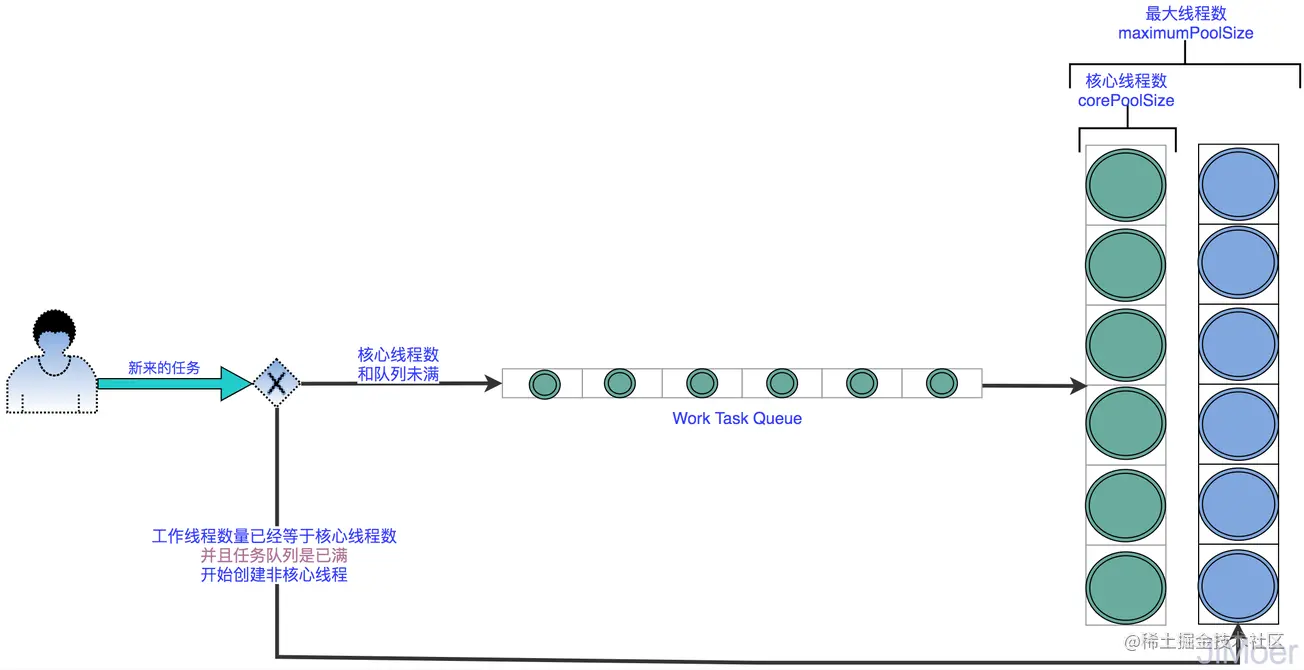 最大线程数
maximumPoolSize
核心线程数
corePoolSize
新来的任务
X
核心线程数
和队列未满
Work Task Queue
工作线程数量已经等于核心线程数
并且任务队列是已满
开始创建非核心线程
@稀土掘金技术社区
JiMoer